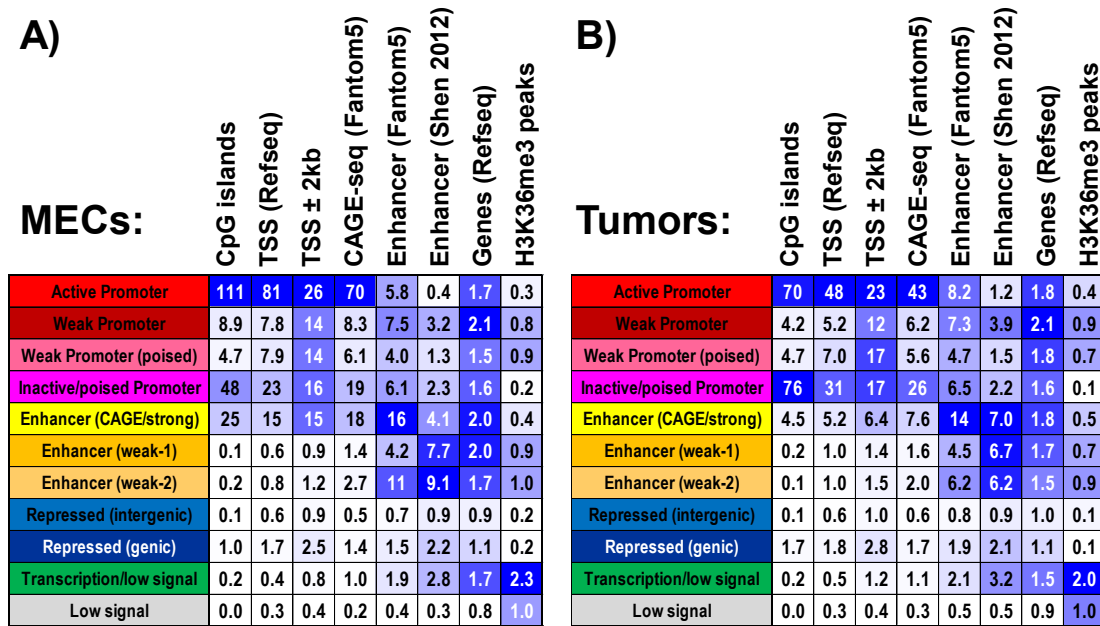 A)
CpG islands
TSS (Refseq)
TSS ± 2kb
CAGE-seq (Fantom5)
Enhancer (Fantom5)
Enhancer (Shen 2012)
Genes (Refseq)
H3K36me3 peaks
MECs:
Active Promoter 111 81 26 70 5.8 0.4 1.7 0.3
Weak Promoter 8.9 7.8 14 8.3 7.5 3.2 2.1 0.8
Weak Promoter (poised) 4.7 7.9 14 6.1 4.0 1.3 1.5 0.9
Inactive/poised Promoter 48 23 16 19 6.1 2.3 1.6 0.2
Enhancer (CAGE/strong) 25 15 15 18 16 4.1 2.0 0.4
Enhancer (weak-1) 0.1 0.6 0.9 1.4 4.2 7.7 2.0 0.9
Enhancer (weak-2) 0.2 0.8 1.2 2.7 11 9.1 1.7 1.0
Repressed (intergenic) 0.1 0.6 0.9 0.5 0.7 0.9 0.9 0.2
Repressed (genic) 1.0 1.7 2.5 1.4 1.5 2.2 1.1 0.2
Transcription/low signal 0.2 0.4 0.8 1.0 1.9 2.8 1.7 2.3
Low signal 0.0 0.3 0.4 0.2 0.4 0.3 0.8 1.0
B)
CpG islands
TSS (Refseq)
TSS ± 2kb
CAGE-seq (Fantom5)
Enhancer (Fantom5)
Enhancer (Shen 2012)
Genes (Refseq)
H3K36me3 peaks
Tumors:
Active Promoter 70 48 23 43 8.2 1.2 1.8 0.4
Weak Promoter 4.2 5.2 12 6.2 7.3 3.9 2.1 0.9
Weak Promoter (poised) 4.7 7.0 17 5.6 4.7 1.5 1.8 0.7
Inactive/poised Promoter 76 31 17 26 6.5 2.2 1.6 0.1
Enhancer (CAGE/strong) 4.5 5.2 6.4 7.6 14 7.0 1.8 0.5
Enhancer (weak-1) 0.2 1.0 1.4 1.6 4.5 6.7 1.7 0.7
Enhancer (weak-2) 0.1 1.0 1.5 2.0 6.2 6.2 1.5 0.9
Repressed (intergenic) 0.1 0.6 1.0 0.6 0.8 0.9 1.0 0.1
Repressed (genic) 1.7 1.8 2.8 1.7 1.9 2.1 1.1 0.1
Transcription/low signal 0.2 0.5 1.2 1.1 2.1 3.2 1.5 2.0
Low signal 0.0 0.3 0.4 0.3 0.5 0.5 0.9 1.0